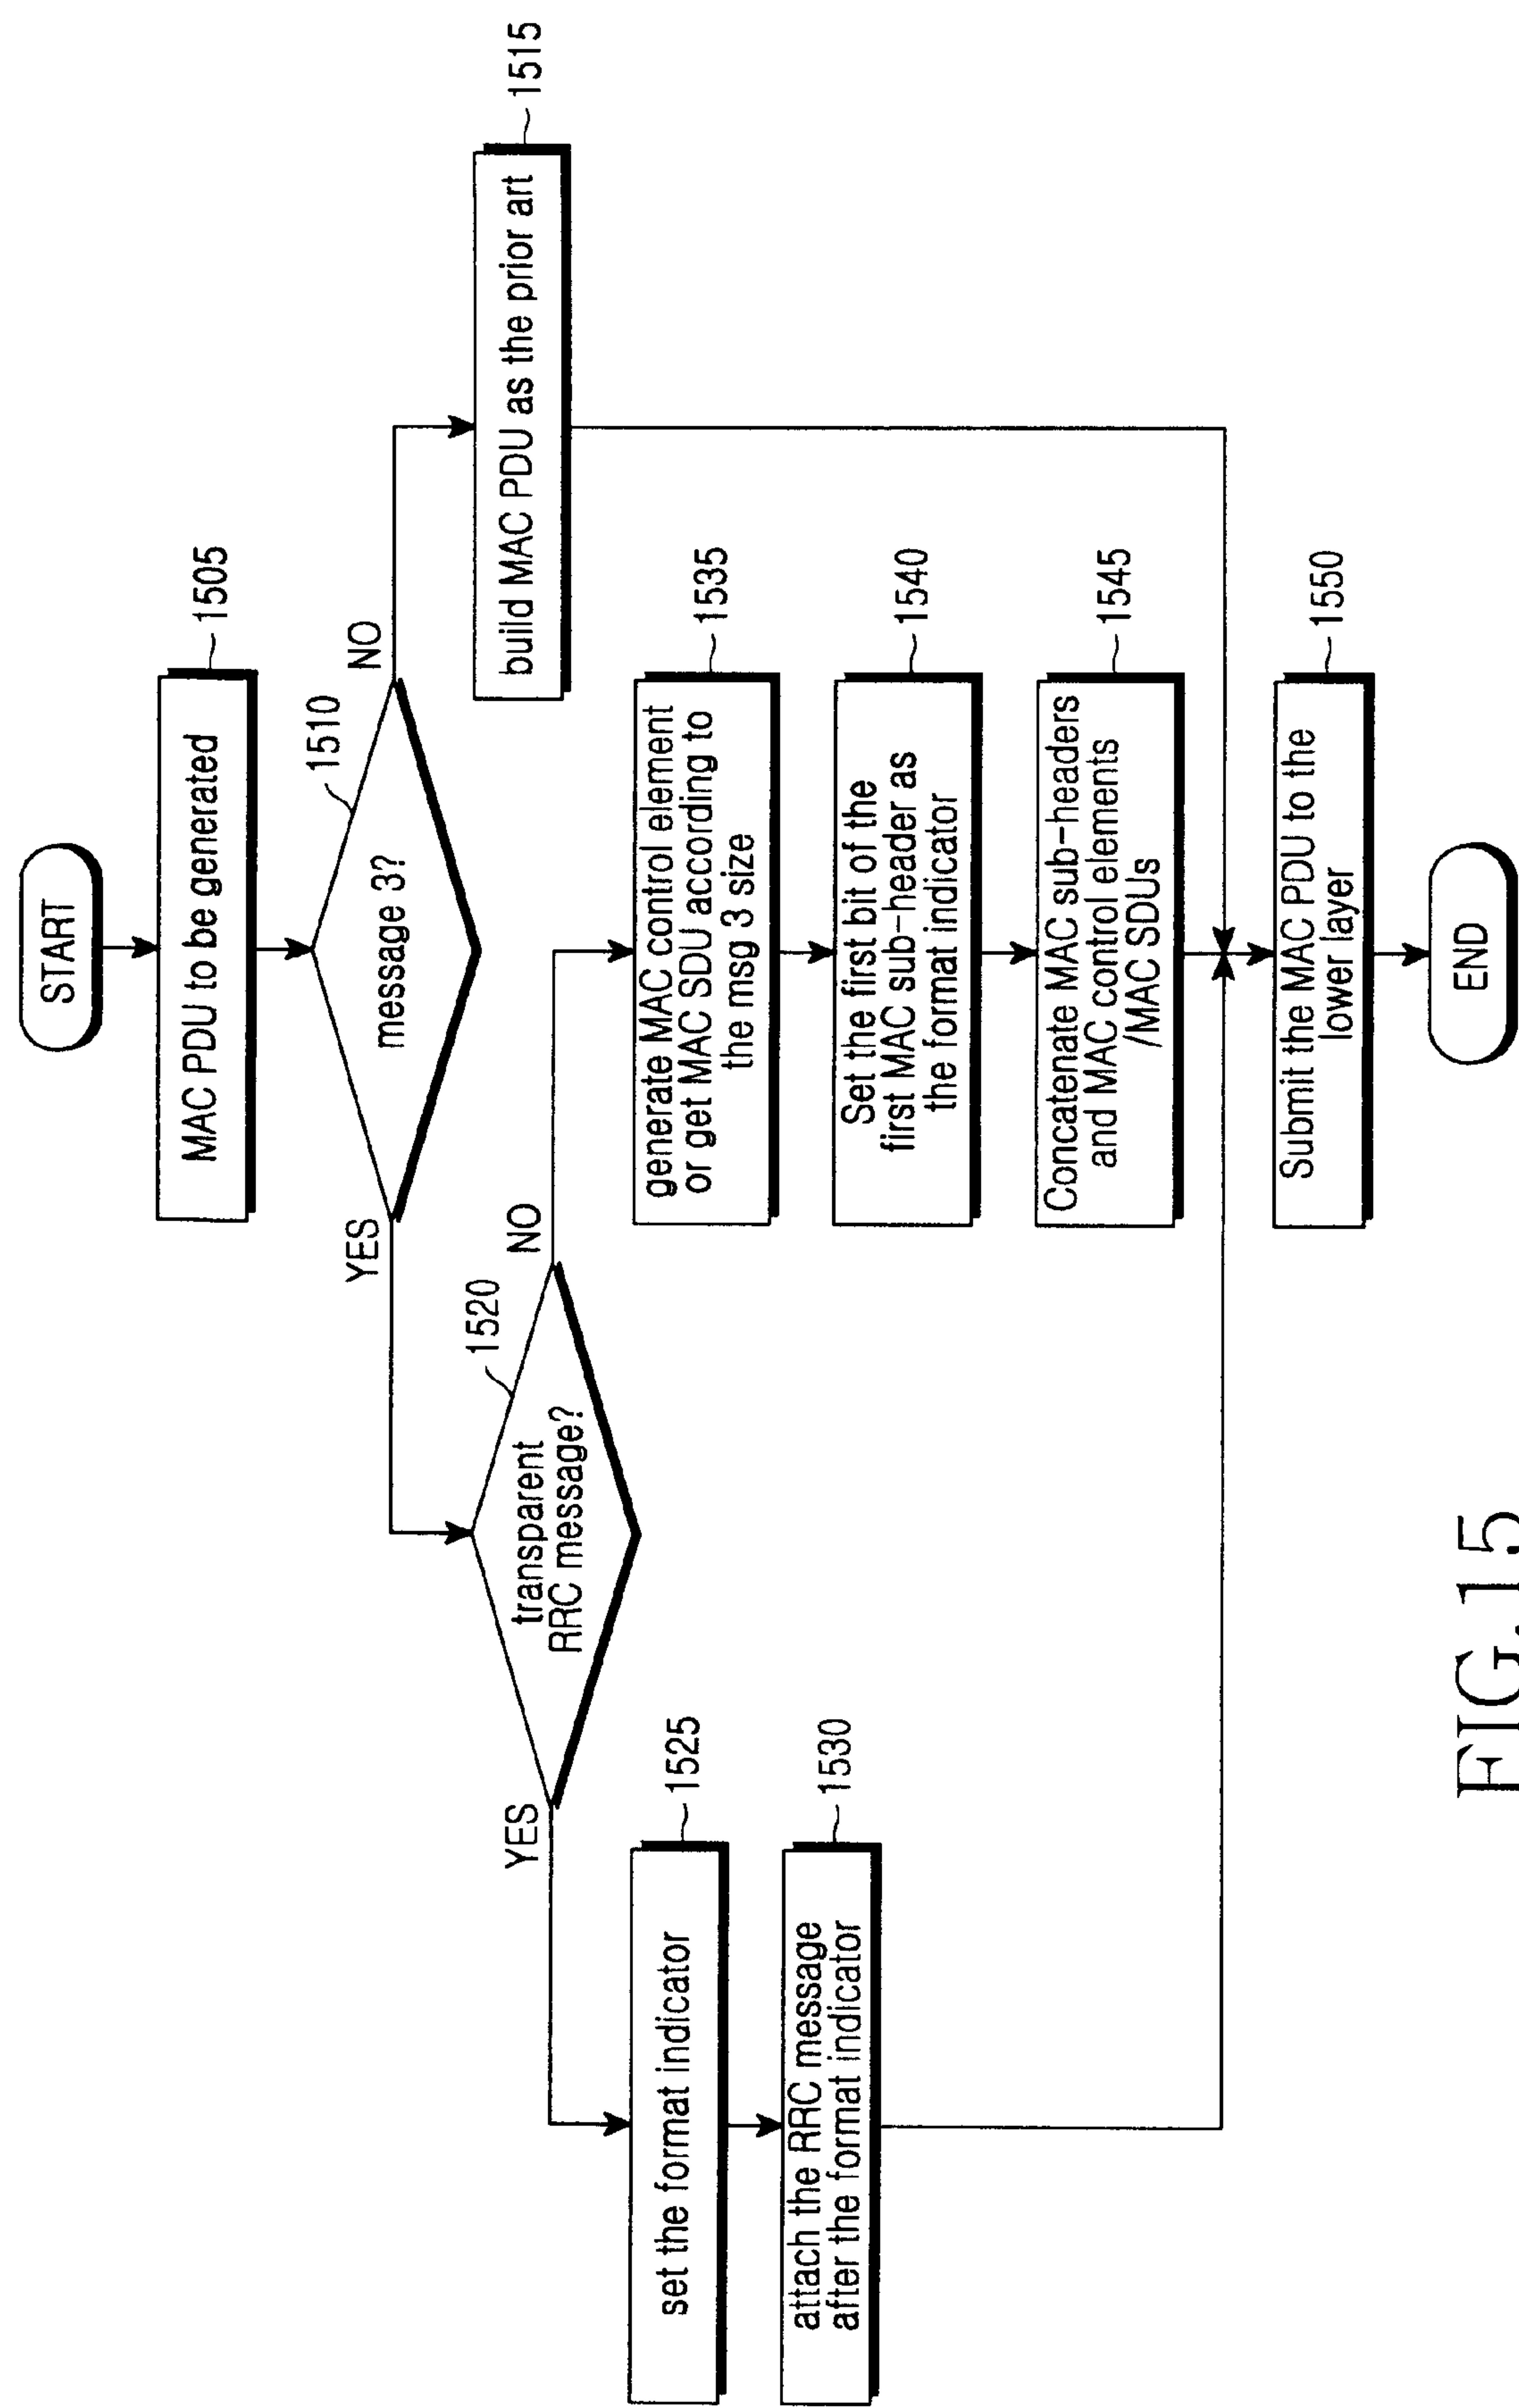 START
MAC PDU to be generated
1505
message 3?
1510
YES
NO
build MAC PDU as the prior art
1515
transparent
RRC message?
1520
YES
NO
set the format indicator
1525
attach the RRC message
after the format indicator
1530
generate MAC control element
or get MAC SDU according to
the msg 3 size
1535
Set the first bit of the
first MAC sub-header as
the format indicator
1540
Concatenate MAC sub-headers
and MAC control elements
/MAC SDUs
1545
Submit the MAC PDU to the
lower layer
1550
END
FIG.15